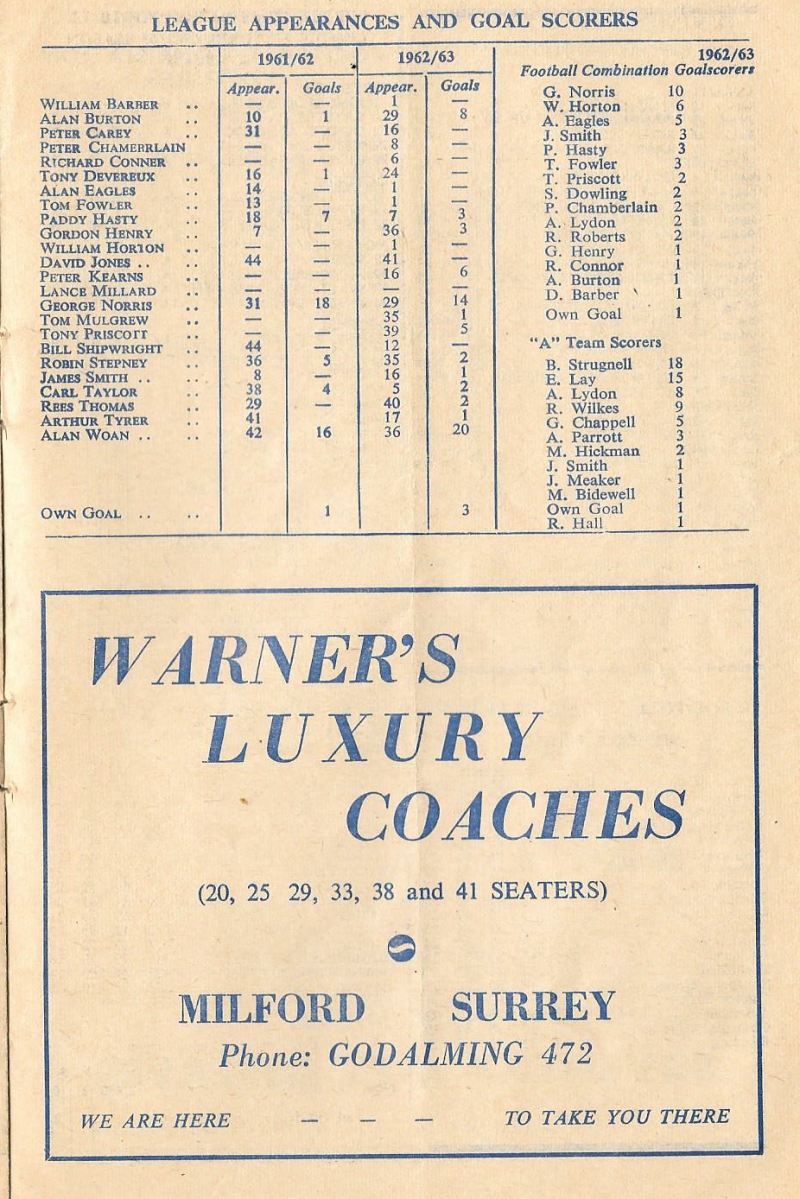 LEAGUE APPEARANCES AND GOAL SCORERS
1961/62 1962/63
Appear. Goals Appear. Goals
WILLIAM BARBER .. — — 1 —
ALAN BURTON .. 10 1 29 8
PETER CAREY .. 31 — 16 —
PETER CHAMBERLAIN — — 8 —
RICHARD CONNER .. — — 6 —
TONY DEVEREUX .. 16 1 24 —
ALAN EAGLES .. 14 — 1 —
TOM FOWLER .. 13 — 1 —
PADDY HASTY .. 18 7 7 3
GORDON HENRY .. 7 — 36 3
WILLIAM HORTON .. — — 1 —
DAVID JONES .. .. 44 — 41 —
PETER KEARNS .. — — 16 6
LANCE MILLARD .. — — — —
GEORGE NORRIS .. 31 18 29 14
TOM MULGREW .. — — 35 1
TONY PRISCOTT .. — — 39 5
BILL SHIPWRIGHT .. 44 — 12 —
ROBIN STEPNEY .. 36 5 35 2
JAMES SMITH .. .. 8 — 16 1
CARL TAYLOR .. 38 4 5 2
REES THOMAS .. 29 — 40 2
ARTHUR TYRER .. 41 17 1
ALAN WOAN .. .. 42 16 36 20
OWN GOAL .. .. 1 3
1962/63
Football Combination Goalscorers
G. Norris 10
W. Horton 6
A. Eagles 5
J. Smith 3
P. Hasty 3
T. Fowler 3
T. Priscott 2
S. Dowling 2
P. Chamberlain 2
A. Lydon 2
R. Roberts 2
G. Henry 1
R. Connor 1
A. Burton 1
D. Barber 1
Own Goal 1
"A" Team Scorers
B. Strugnell 18
E. Lay 15
A. Lydon 8
R. Wilkes 9
G. Chappell 5
A. Parrott 3
M. Hickman 2
J. Smith 1
J. Meaker 1
M. Bidewell 1
Own Goal 1
R. Hall 1
WARNER'S
LUXURY
COACHES
(20, 25 29, 33, 38 and 41 SEATERS)
MILFORD SURREY
Phone: GODALMING 472
WE ARE HERE — — — TO TAKE YOU THERE